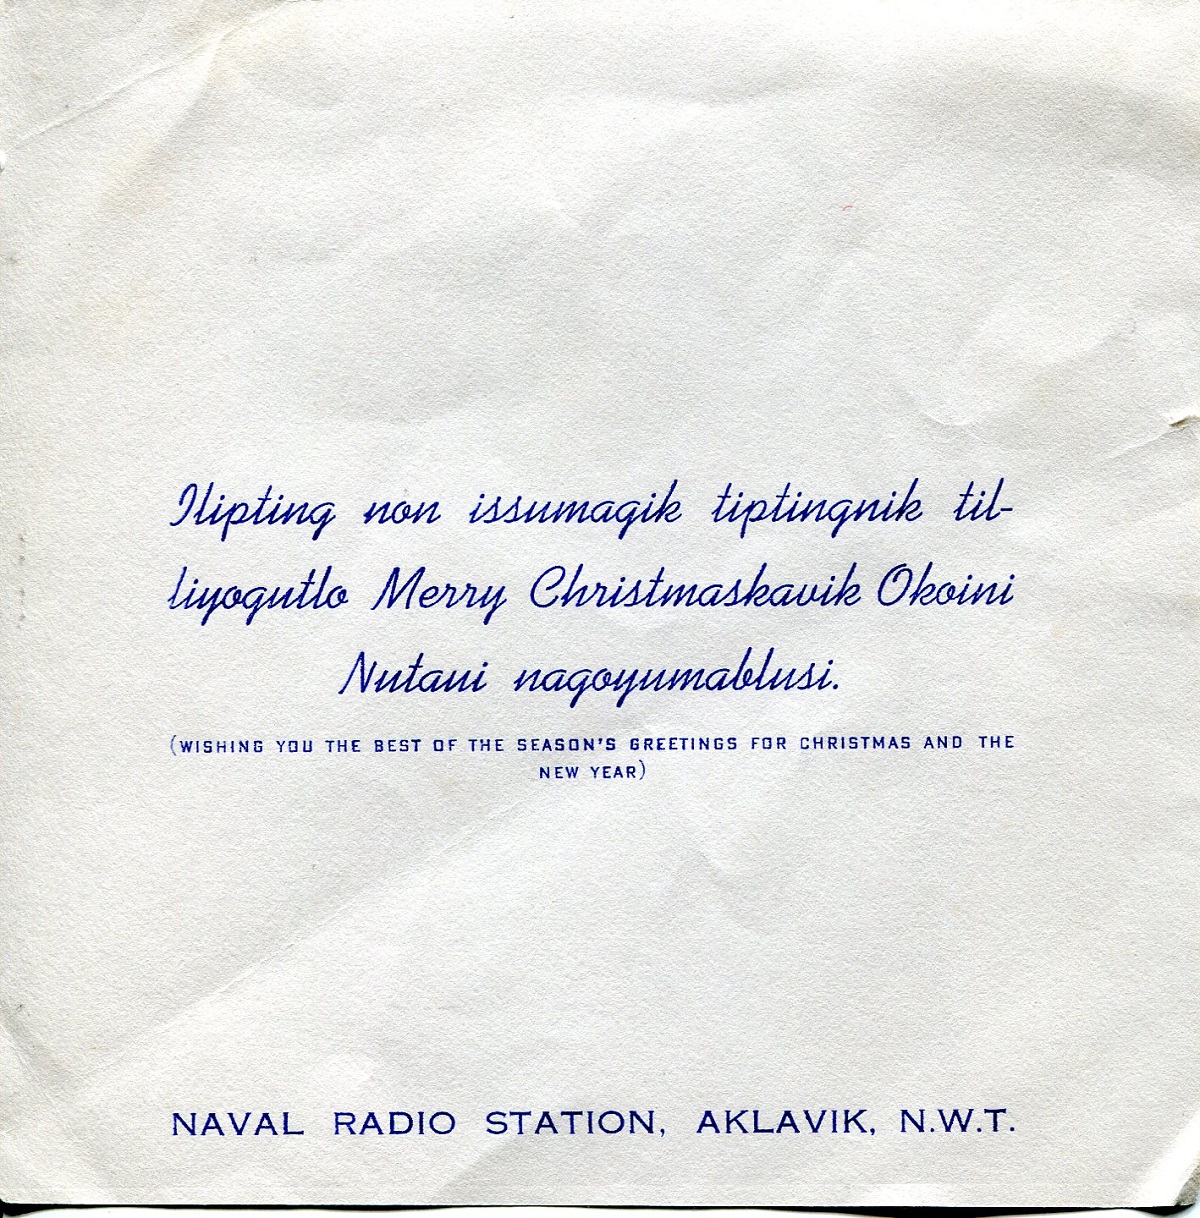 Ilipting non issumagik tiptingnik til-
liyogutlo Merry Christmaskavik Okoini
Nutaui nagoyumablusi.
(WISHING YOU THE BEST OF THE SEASON'S GREETINGS FOR CHRISTMAS AND THE
NEW YEAR)
NAVAL RADIO STATION, AKLAVIK, N.W.T.